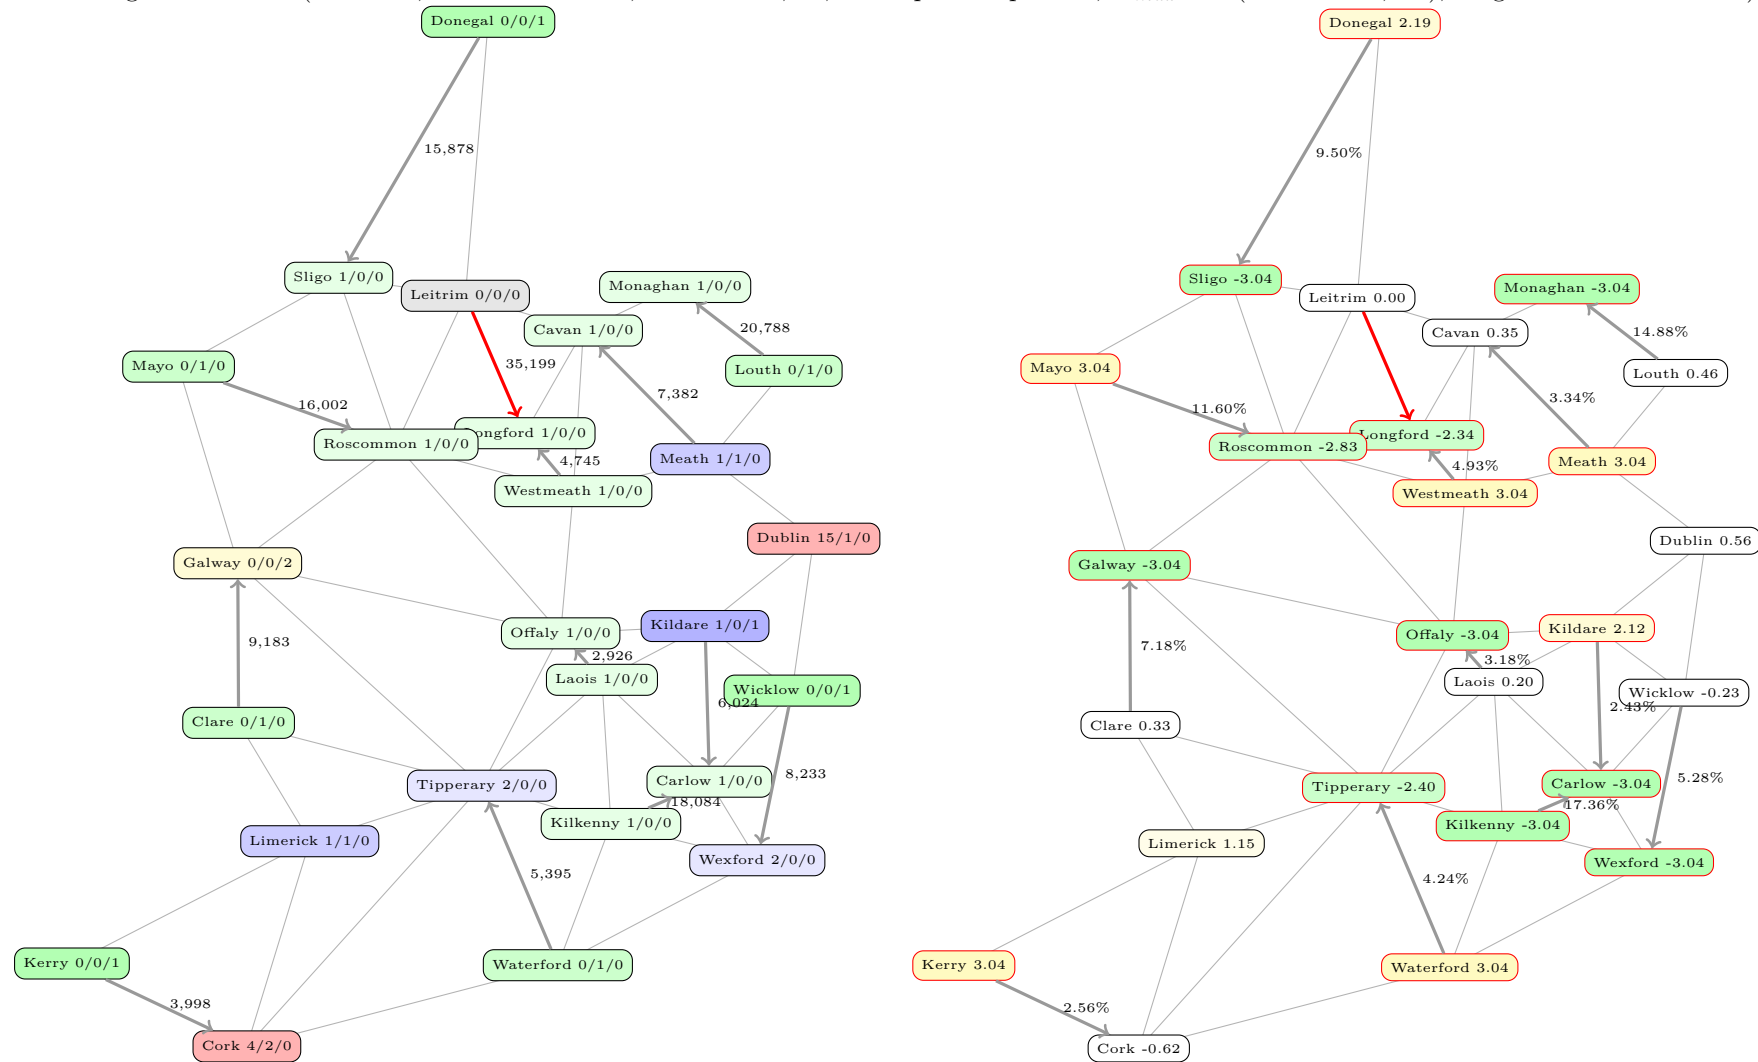 Donegal 0/0/1
15,878
Sligo 1/0/0
Leitrim 0/0/0
Monaghan 1/0/0
Cavan 1/0/0
20,788
Mayo 0/1/0
35,199
Louth 0/1/0
7,382
16,002
Longford 1/0/0
Roscommon 1/0/0
4,745
Meath 1/1/0
Westmeath 1/0/0
Dublin 15/1/0
Galway 0/0/2
9,183
Offaly 1/0/0
Kildare 1/0/1
2,926
Laois 1/0/0
Wicklow 0/0/1
6,024
Clare 0/1/0
Tipperary 2/0/0
Carlow 1/0/0
8,233
18,084
Kilkenny 1/0/0
Limerick 1/1/0
Wexford 2/0/0
5,395
Kerry 0/0/1
Waterford 0/1/0
3,998
Cork 4/2/0
Donegal 2.19
9.50%
Sligo -3.04
Leitrim 0.00
Monaghan -3.04
Cavan 0.35
14.88%
Mayo 3.04
Louth 0.46
3.34%
11.60%
Longford -2.34
Roscommon -2.83
4.93%
Meath 3.04
Westmeath 3.04
Dublin 0.56
Galway -3.04
7.18%
Offaly -3.04
Kildare 2.12
3.18%
Laois 0.20
Wicklow -0.23
2.43%
Clare 0.33
Tipperary -2.40
Carlow -3.04
5.28%
17.36%
Kilkenny -3.04
Limerick 1.15
Wexford -3.04
4.24%
Kerry 3.04
Waterford 3.04
2.56%
Cork -0.62